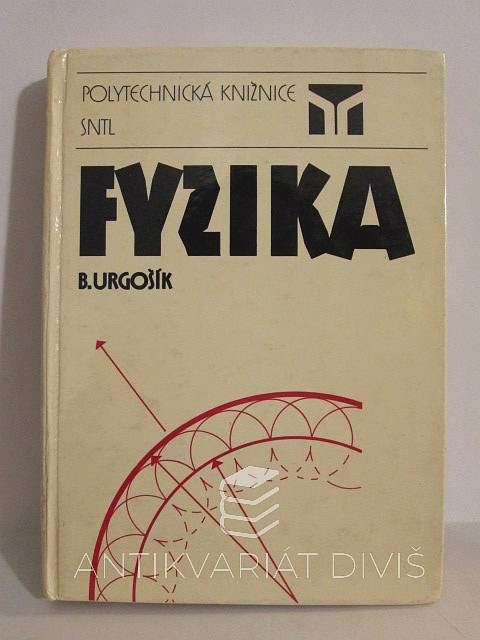 POLYTECHNICKÁ KNIŽNICE
SNTL
FYZIKA
B.URGOŠÍK
ANTIKVARIÁT DIVIŠ